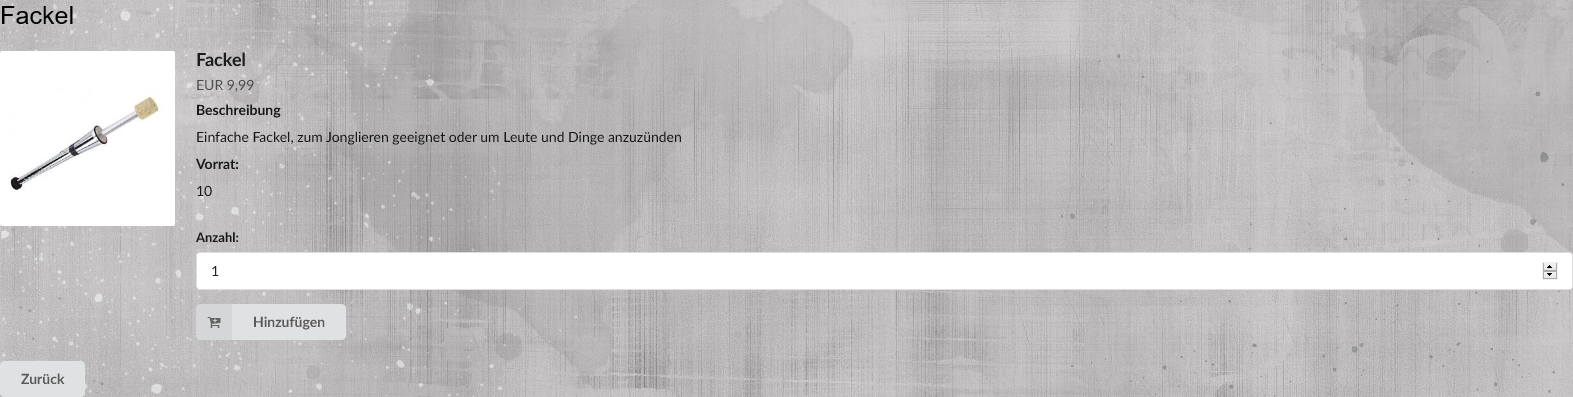 Fackel
Fackel
EUR 9,99
Beschreibung
Einfache Fackel, zum Jonglieren geeignet oder um Leute und Dinge anzuzünden
Vorrat:
10
Anzahl:
1
Hinzufügen
Zurück